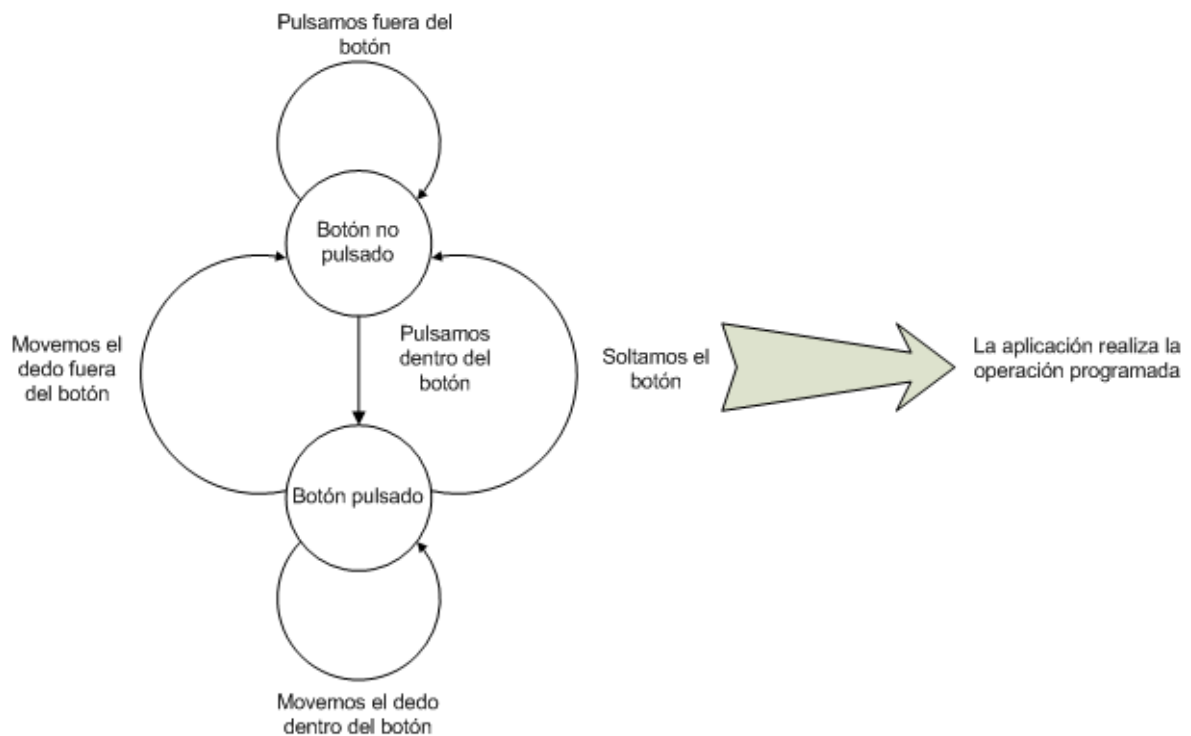 Pulsamos fuera del
botón
Botón no
pulsado
Movemos el
dedo fuera
del botón
Pulsamos
dentro del
botón
Soltamos el
botón
La aplicación realiza la
operación programada
Botón pulsado
Movemos el dedo
dentro del botón